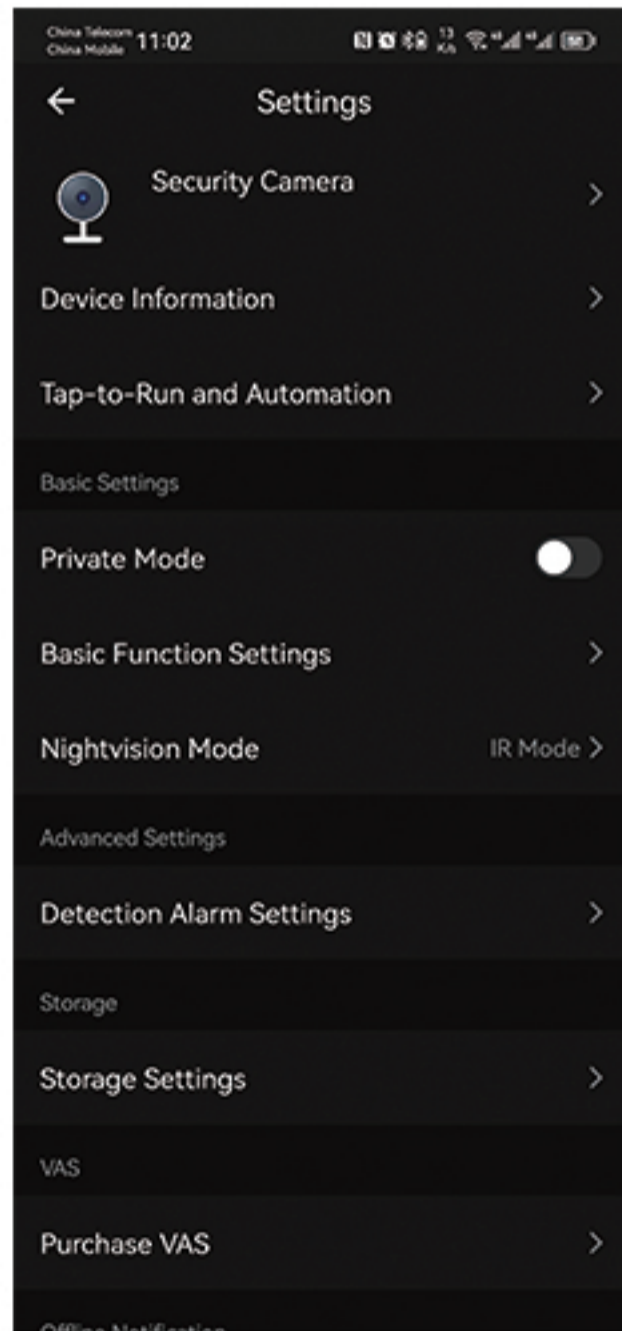 China Telecom
China Mobile
11:02
Settings
Security Camera
Device Information
Tap-to-Run and Automation
Basic Settings
Private Mode
Basic Function Settings
Nightvision Mode
IR Mode
Advanced Settings
Detection Alarm Settings
Storage
Storage Settings
VAS
Purchase VAS
Offline Notification